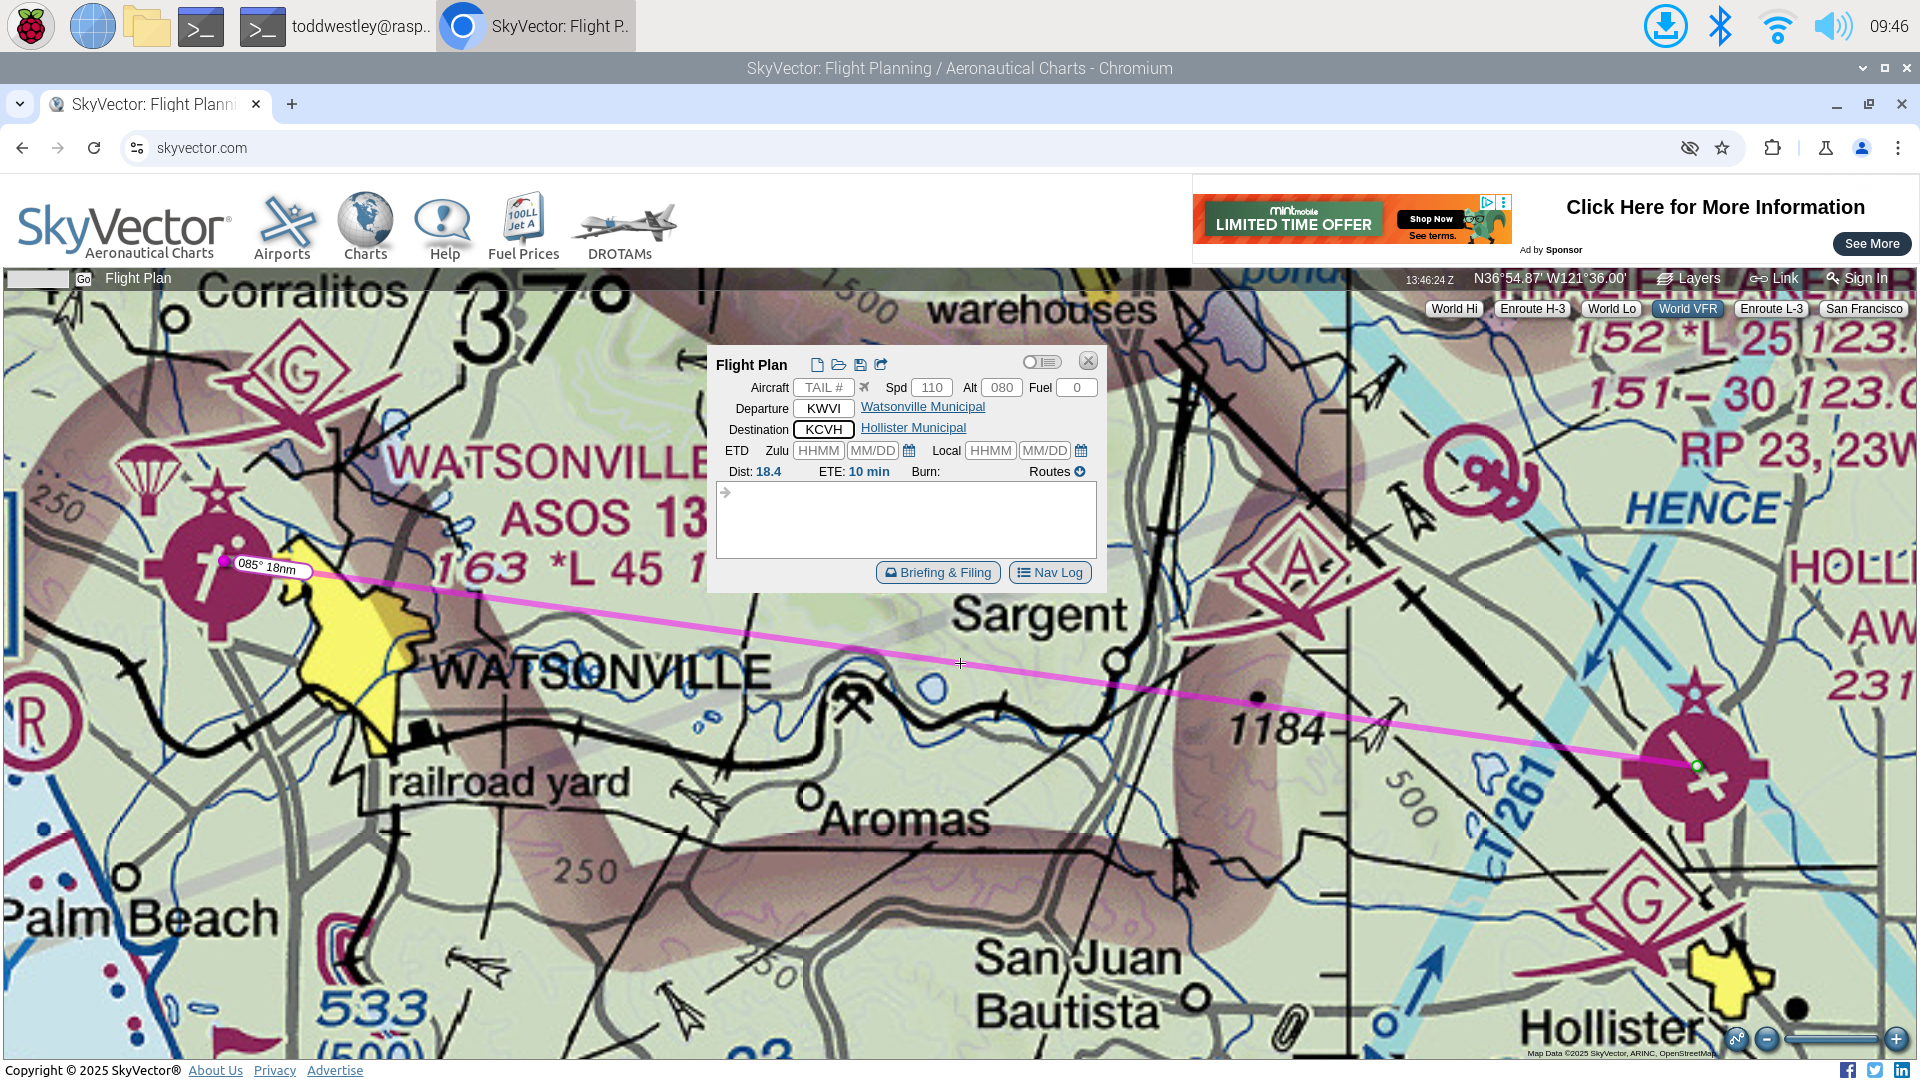 toddwestley@rasp..
SkyVector: Flight P..
09:46
SkyVector: Flight Planning / Aeronautical Charts - Chromium
SkyVector: Flight Planni
skyvector.com
SkyVector®
Aeronautical Charts
Airports
Charts
Help
100LL
Jet A
Fuel Prices
DROTAMs
mint mobile
LIMITED TIME OFFER
Shop Now
See terms.
Ad by Sponsor
Click Here for More Information
See More
Go
Flight Plan
13:46:24 Z
N36°54.87' W121°36.00'
Layers
Link
Sign In
World Hi
Enroute H-3
World Lo
World VFR
Enroute L-3
San Francisco
Corralitos
37°
1500
warehouses
ponds
152 *L 25 123.
151 – 30 123.0
RP 23, 23W
G
WATSONVILLE
ASOS 13
163 *L 45 1
250
085° 18nm
Flight Plan
Aircraft TAIL # Spd 110 Alt 080 Fuel 0
Departure KWVI Watsonville Municipal
Destination KCVH Hollister Municipal
ETD Zulu HHMM MM/DD Local HHMM MM/DD
Dist: 18.4 ETE: 10 min Burn: Routes
Briefing & Filing
Nav Log
HENCE
HOLLI
AW
231
A
Sargent
WATSONVILLE
R
1184
railroad yard
Aromas
500
T 261
250
G
Palm Beach
250
San Juan
Bautista
533
(500)
Hollister
Map Data ©2025 SkyVector, ARINC, OpenStreetMap
Copyright © 2025 SkyVector® About Us Privacy Advertise